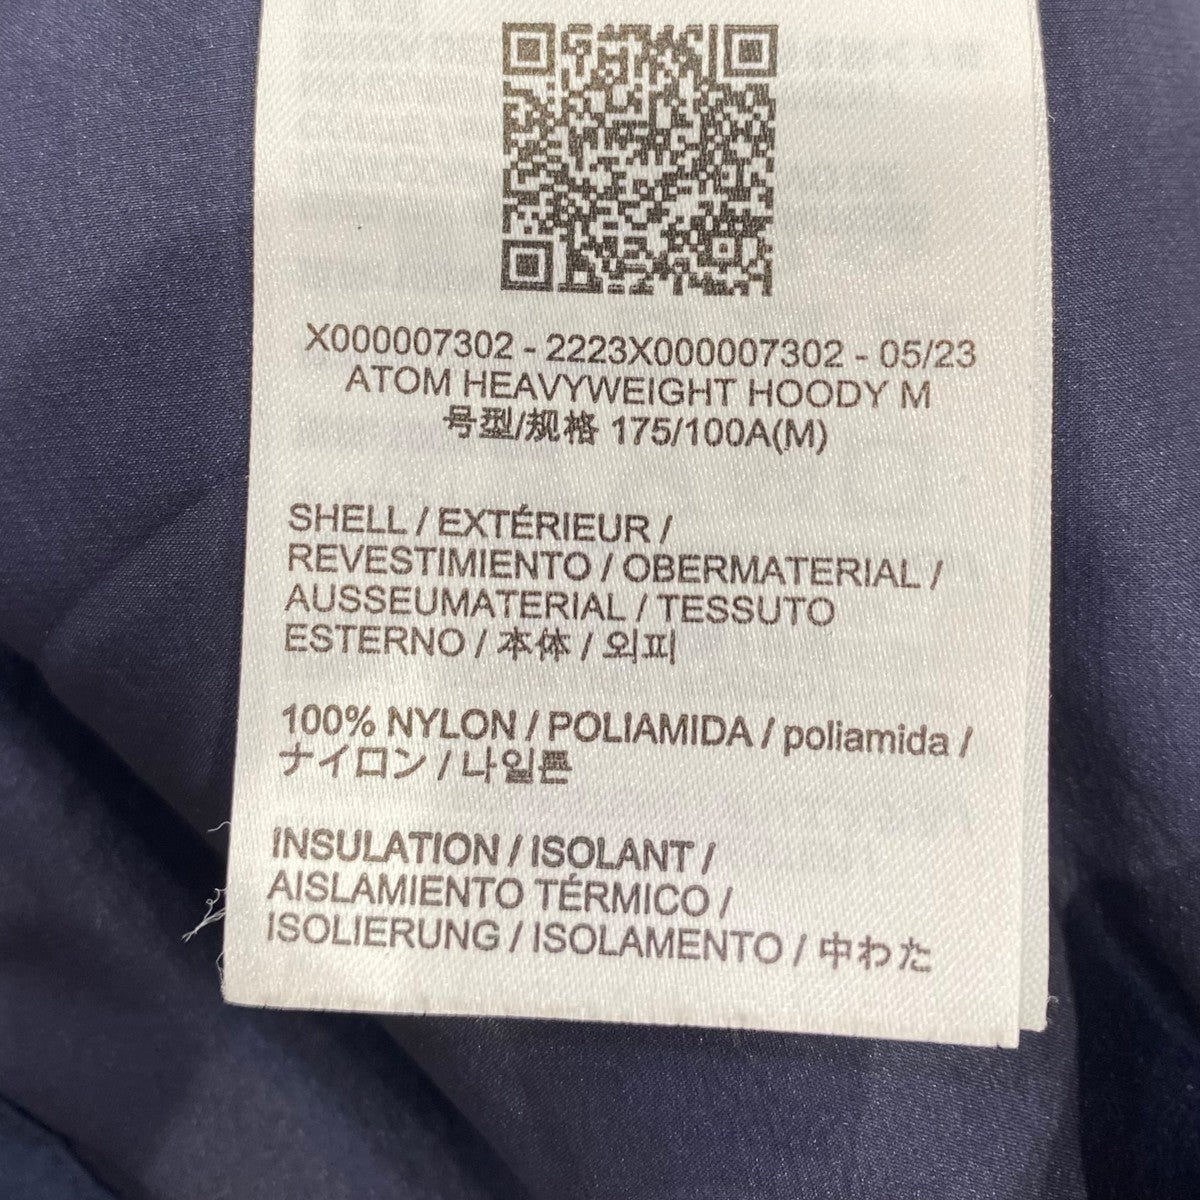 X000007302 - 2223X000007302 - 05/23
ATOM HEAVYWEIGHT HOODY M
号型/规格 175/100A(M)
SHELL / EXTÉRIEUR /
REVESTIMIENTO / OBERMATERIAL /
AUSSEUMATERIAL / TESSUTO
ESTERNO / 本体 / 외피
100% NYLON / POLIAMIDA / poliamida /
ナイロン / 나일론
INSULATION / ISOLANT /
AISLAMIENTO TÉRMICO /
ISOLIERUNG / ISOLAMENTO / 中わた